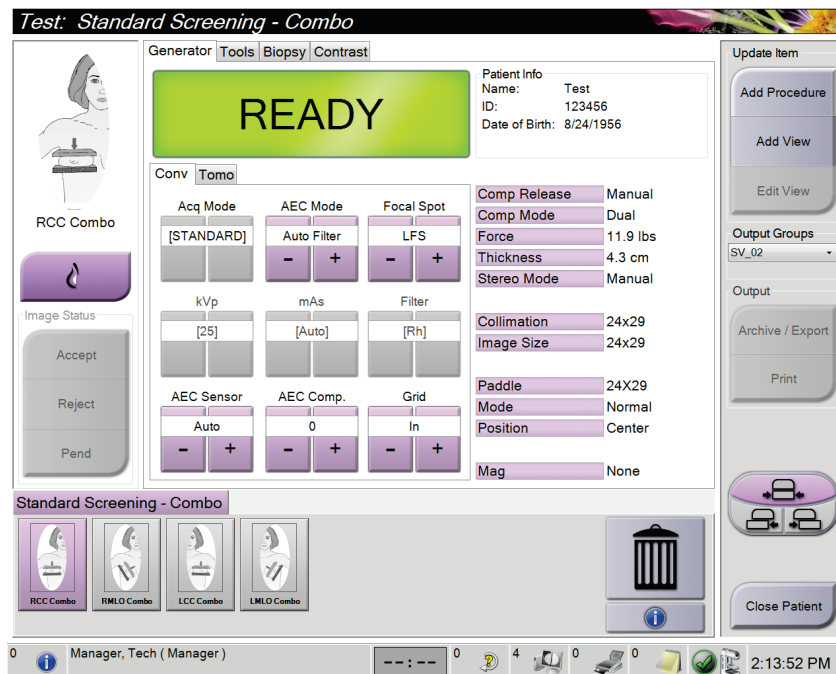 Test: Standard Screening - Combo
Generator Tools Biopsy Contrast
READY
Patient Info
Name: Test
ID: 123456
Date of Birth: 8/24/1956
Update Item
Add Procedure
Add View
Edit View
Output Groups
SV_02
Output
Archive / Export
Print
Close Patient
RCC Combo
Image Status
Accept
Reject
Pend
Conv Tomo
Acq Mode AEC Mode Focal Spot
[STANDARD] Auto Filter LFS
- + - +
kVp mAs Filter
[25] [Auto] [Rh]
AEC Sensor AEC Comp. Grid
Auto 0 In
- + - + - +
Comp Release Manual
Comp Mode Dual
Force 11.9 lbs
Thickness 4.3 cm
Stereo Mode Manual
Collimation 24x29
Image Size 24x29
Paddle 24X29
Mode Normal
Position Center
Mag None
Standard Screening - Combo
RCC Combo RMLO Combo LCC Combo LMLO Combo
0 Manager, Tech ( Manager ) --:-- 0 4 0 0 2:13:52 PM